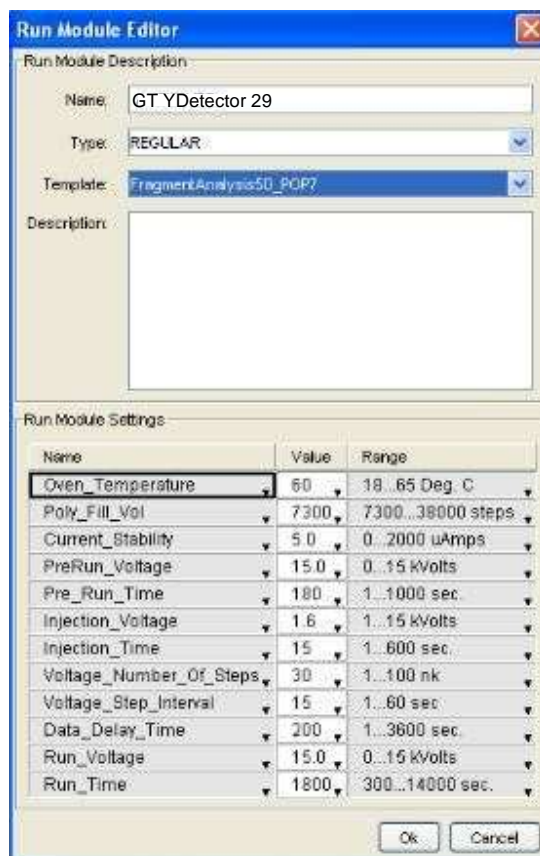 Run Module Editor
Run Module Description
Name: GT YDetector 29
Type: REGULAR
Template: FragmentAnalysis50_POP7
Description:
Run Module Settings
Name Value Range
Oven_Temperature 60 18...65 Deg. C
Poly_Fill_Vol 7300 7300...38000 steps
Current_Stability 5.0 0...2000 uAmps
PreRun_Voltage 15.0 0...15 kVolts
Pre_Run_Time 180 1...1000 sec.
Injection_Voltage 1.6 1...15 kVolts
Injection_Time 15 1...600 sec.
Voltage_Number_Of_Steps 30 1...100 nk
Voltage_Step_Interval 15 1...60 sec
Data_Delay_Time 200 1...3600 sec.
Run_Voltage 15.0 0...15 kVolts
Run_Time 1800 300...14000 sec.
Ok Cancel